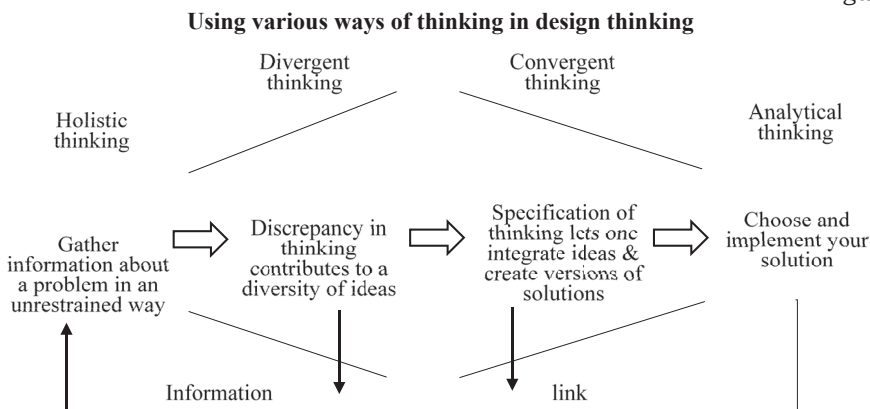 Using various ways of thinking in design thinking
Divergent
thinking
Convergent
thinking
Holistic
thinking
Analytical
thinking
Gather
information about
a problem in an
unrestrained way
Discrepancy in
thinking
contributes to a
diversity of ideas
Specification of
thinking lets one
integrate ideas &
create versions of
solutions
Choose and
implement your
solution
Information
link